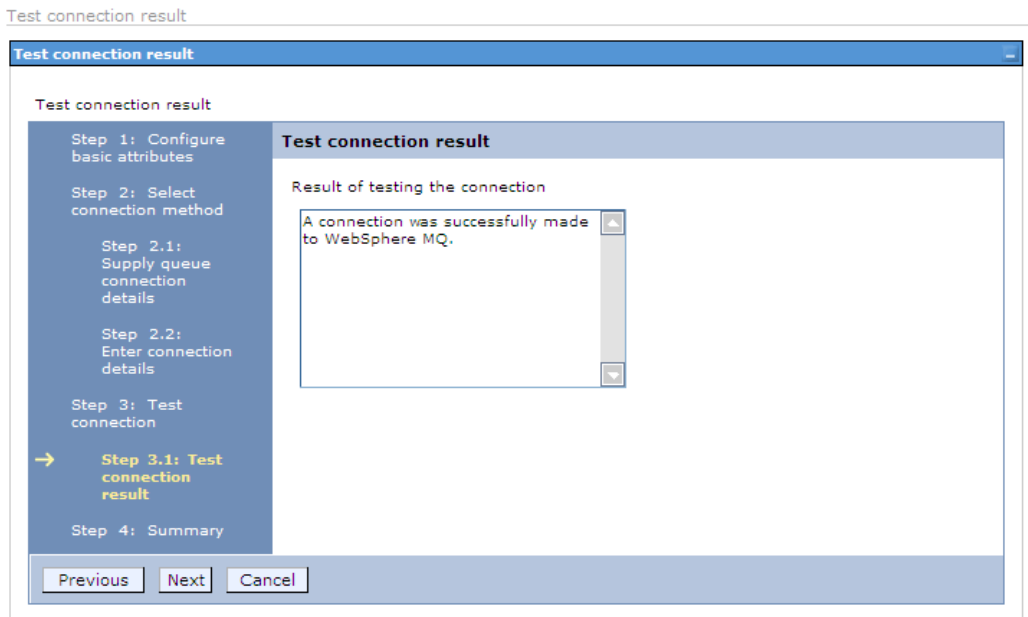 Test connection result
Test connection result
Test connection result
Step 1: Configure
basic attributes
Step 2: Select
connection method
Step 2.1:
Supply queue
connection
details
Step 2.2:
Enter connection
details
Step 3: Test
connection
Step 3.1: Test
connection
result
Step 4: Summary
Test connection result
Result of testing the connection
A connection was successfully made
to WebSphere MQ.
Previous Next Cancel